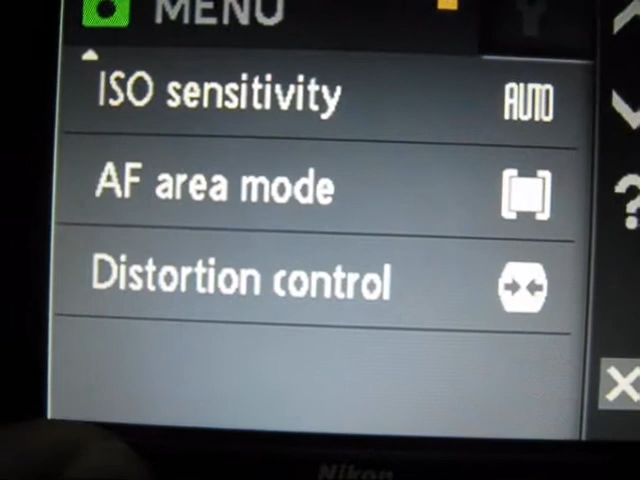 MENU
ISO sensitivity AUTO
AF area mode
Distortion control
?
Nikon